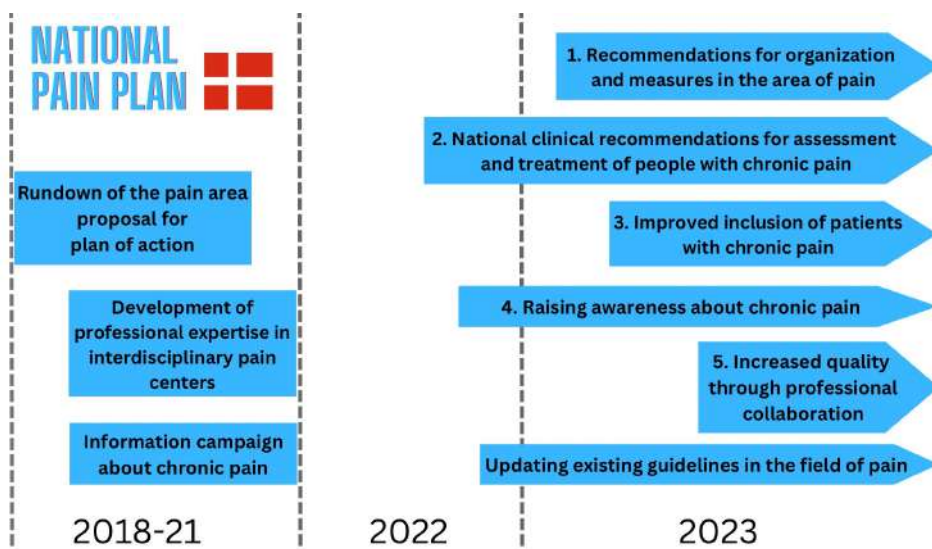 NATIONAL
PAIN PLAN
Rundown of the pain area
proposal for
plan of action
Development of
professional expertise in
interdisciplinary pain
centers
Information campaign
about chronic pain
1. Recommendations for organization
and measures in the area of pain
2. National clinical recommendations for assessment
and treatment of people with chronic pain
3. Improved inclusion of patients
with chronic pain
4. Raising awareness about chronic pain
5. Increased quality
through professional
collaboration
Updating existing guidelines in the field of pain
2018-21
2022
2023